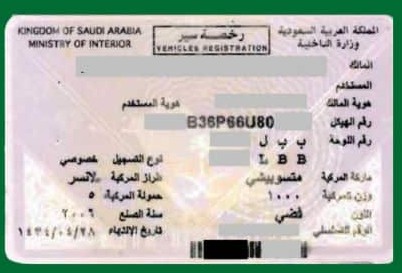 KINGDOM OF SAUDI ARABIA رخصة سير المملكة العربية السعودية
MINISTRY OF INTERIOR VEHICLES REGISTRATION وزارة الداخلية
المالك
المستخدم
هوية المالك هوية المستخدم
رقم الهيكل B36P66U80
رقم اللوحة ب ب ل
L B B نوع التسجيل خصوصي
ماركة المركبة متسوبيشي طراز المركبة لانسر
وزن المركبة ١٠٠٠ حمولة المركبة ٥
اللون فضي سنة الصنع ٢٠٠٦
الرقم التسلسلي تاريخ الإنتهاء ١٤٣٤/٠٤/٢٨